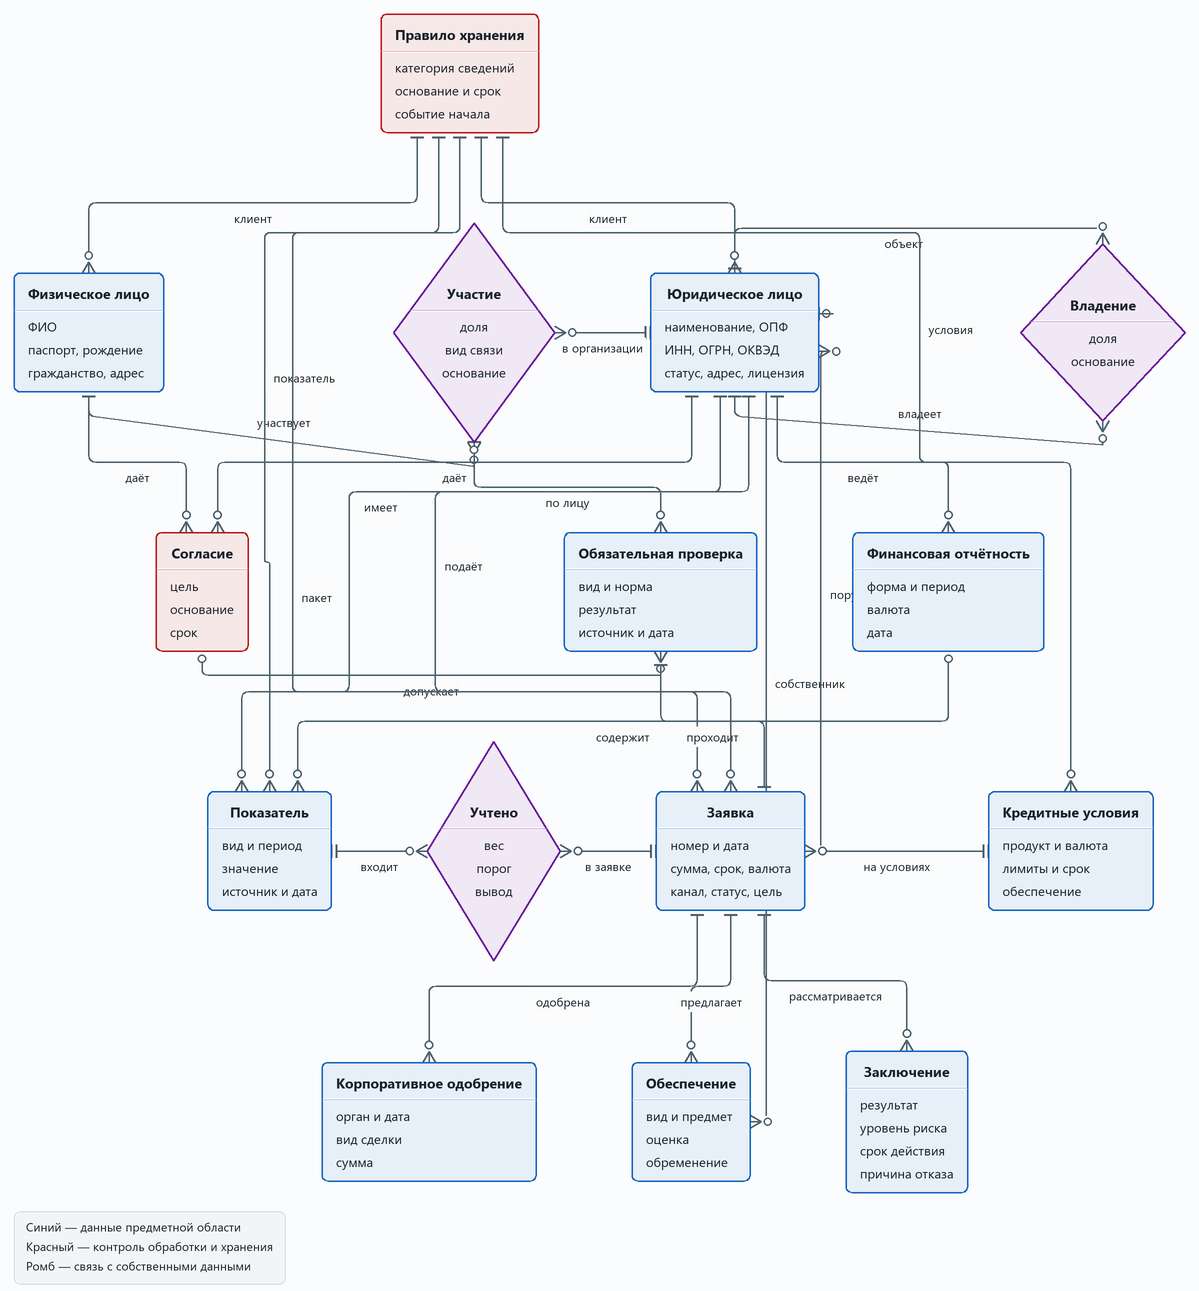 Правило хранения
категория сведений
основание и срок
событие начала
клиент
клиент
объект
Физическое лицо
ФИО
паспорт, рождение
гражданство, адрес
Участие
доля
вид связи
основание
в организации
Юридическое лицо
наименование, ОПФ
ИНН, ОГРН, ОКВЭД
статус, адрес, лицензия
условия
Владение
доля
основание
показатель
участвует
владеет
даёт
даёт
имеет
по лицу
ведёт
Согласие
цель
основание
срок
пакет
подаёт
Обязательная проверка
вид и норма
результат
источник и дата
пору
Финансовая отчётность
форма и период
валюта
дата
допускает
собственник
содержит
проходит
Показатель
вид и период
значение
источник и дата
входит
Учтено
вес
порог
вывод
в заявке
Заявка
номер и дата
сумма, срок, валюта
канал, статус, цель
на условиях
Кредитные условия
продукт и валюта
лимиты и срок
обеспечение
одобрена
предлагает
рассматривается
Корпоративное одобрение
орган и дата
вид сделки
сумма
Обеспечение
вид и предмет
оценка
обременение
Заключение
результат
уровень риска
срок действия
причина отказа
Синий — данные предметной области
Красный — контроль обработки и хранения
Ромб — связь с собственными данными